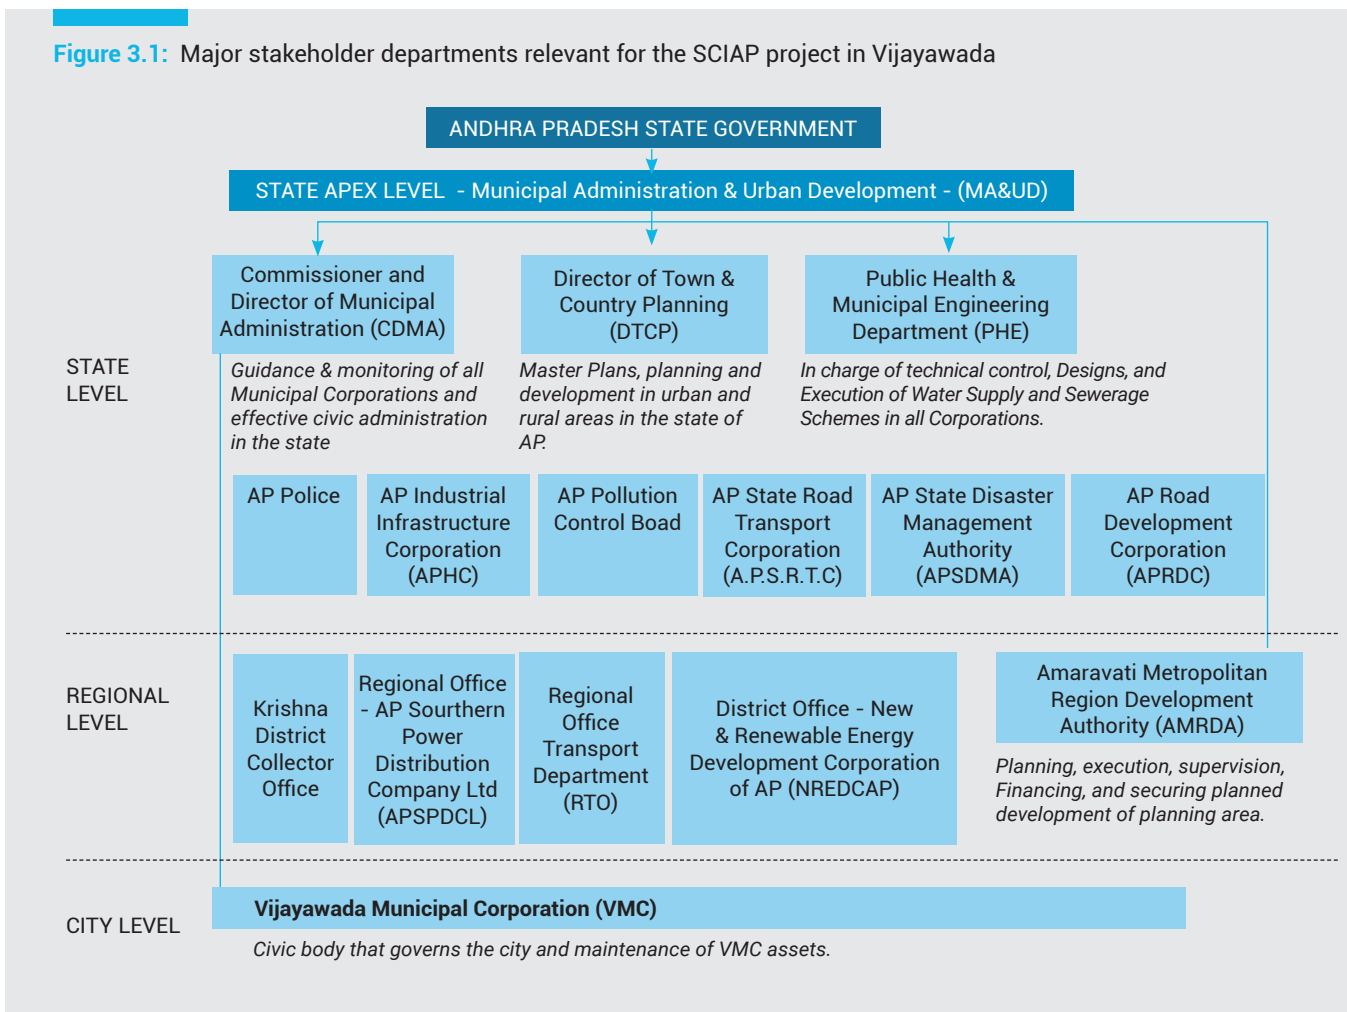 Figure 3.1: Major stakeholder departments relevant for the SCIAP project in Vijayawada
ANDHRA PRADESH STATE GOVERNMENT
STATE APEX LEVEL - Municipal Administration & Urban Development - (MA&UD)
Commissioner and
Director of Municipal
Administration (CDMA)
Director of Town &
Country Planning
(DTCP)
Public Health &
Municipal Engineering
Department (PHE)
STATE
LEVEL
Guidance & monitoring of all
Municipal Corporations and
effective civic administration
in the state
Master Plans, planning and
development in urban and
rural areas in the state of
AP.
In charge of technical control, Designs, and
Execution of Water Supply and Sewerage
Schemes in all Corporations.
AP Police
AP Industrial
Infrastructure
Corporation
(APHC)
AP Pollution
Control Boad
AP State Road
Transport
Corporation
(A.P.S.R.T.C)
AP State Disaster
Management
Authority
(APSDMA)
AP Road
Development
Corporation
(APRDC)
REGIONAL
LEVEL
Krishna
District
Collector
Office
Regional Office
- AP Sourthern
Power
Distribution
Company Ltd
(APSPDCL)
Regional
Office
Transport
Department
(RTO)
District Office - New
& Renewable Energy
Development Corporation
of AP (NREDCAP)
Amaravati Metropolitan
Region Development
Authority (AMRDA)
Planning, execution, supervision,
Financing, and securing planned
development of planning area.
CITY LEVEL
Vijayawada Municipal Corporation (VMC)
Civic body that governs the city and maintenance of VMC assets.